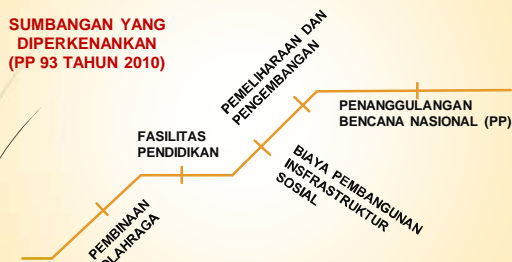 SUMBANGAN YANG
DIPERKENANKAN
(PP 93 TAHUN 2010)
PEMBINAAN
OLAHRAGA
FASILITAS
PENDIDIKAN
PEMELIHARAAN DAN
PENGEMBANGAN
BIAYA PEMBANGUNAN
INSFRASTRUKTUR
SOSIAL
PENANGGULANGAN
BENCANA NASIONAL (PP)